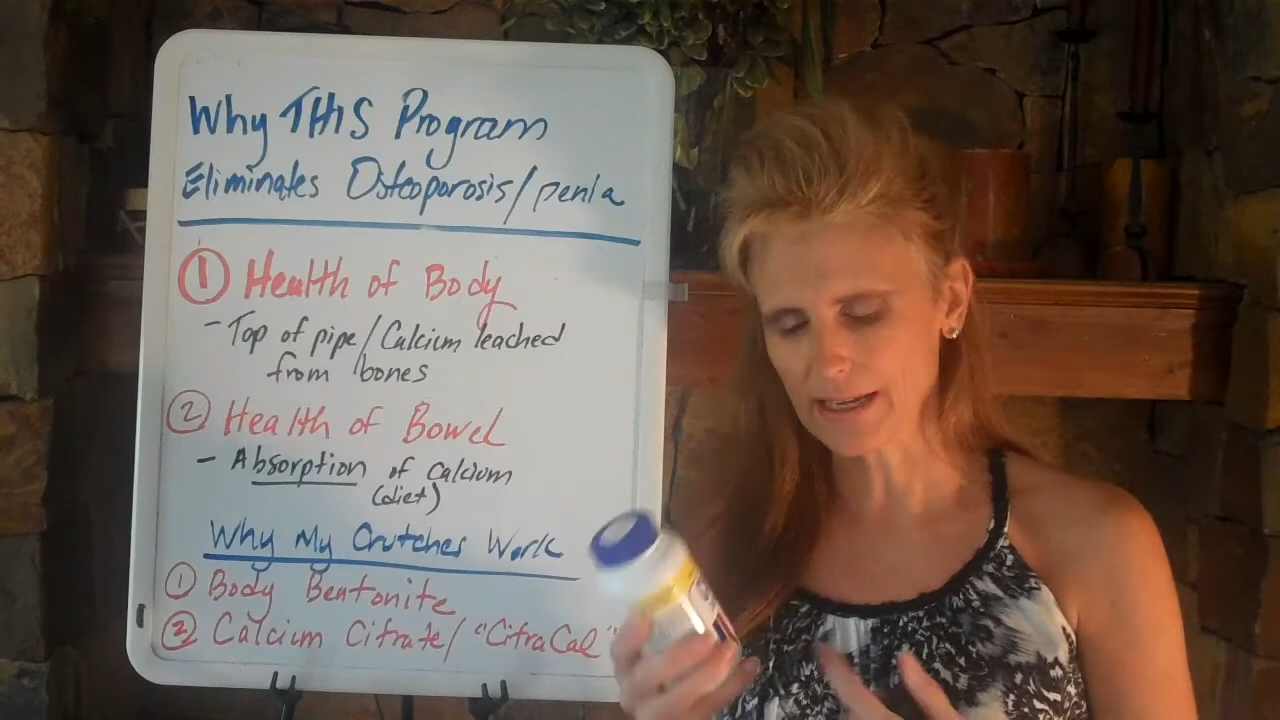 Why THIS Program
Eliminates Osteoporosis/penia
① Health of Body
- Top of pipe/Calcium leached
from bones
② Health of Bowel
- Absorption of calcium
(diet)
Why My Crutches Work
① Body Bentonite
② Calcium Citrate/"CitraCal"